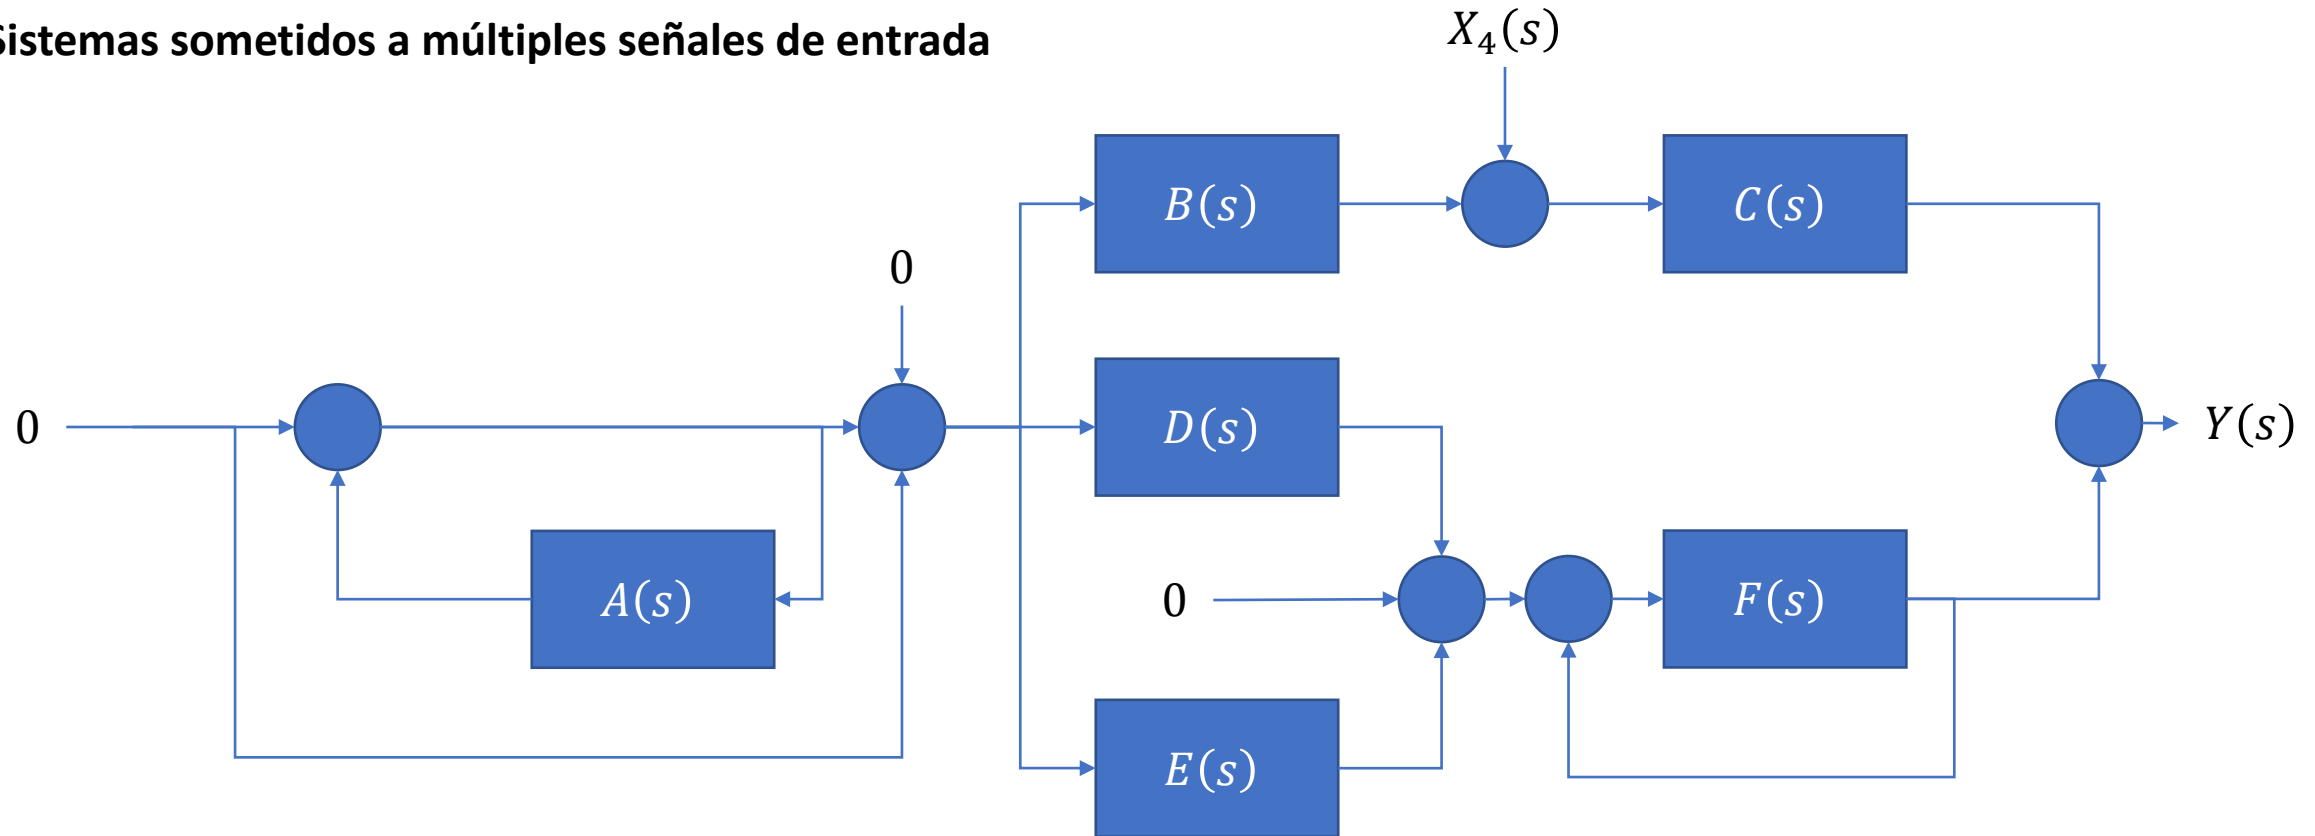 Sistemas sometidos a múltiples señales de entrada
X₄(s)
B(s)
C(s)
0
0
D(s)
Y(s)
0
A(s)
F(s)
E(s)